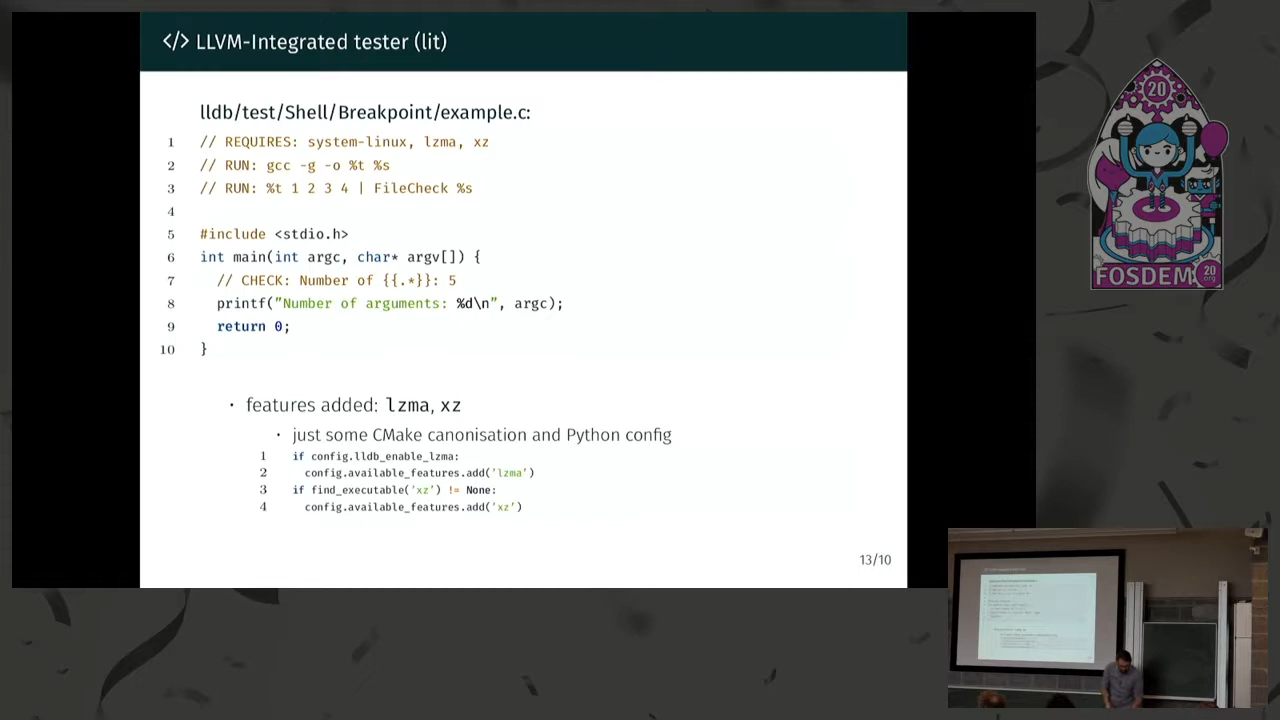 </> LLVM-Integrated tester (lit)
lldb/test/Shell/Breakpoint/example.c:
1 // REQUIRES: system-linux, lzma, xz
2 // RUN: gcc -g -o %t %s
3 // RUN: %t 1 2 3 4 | FileCheck %s
4
5 #include <stdio.h>
6 int main(int argc, char* argv[]) {
7 // CHECK: Number of {{.*}}: 5
8 printf("Number of arguments: %d\n", argc);
9 return 0;
10 }
· features added: lzma, xz
· just some CMake canonisation and Python config
1 if config.lldb_enable_lzma:
2 config.available_features.add('lzma')
3 if find_executable('xz') != None:
4 config.available_features.add('xz')
13/10
20
FOSDEM 20
.org